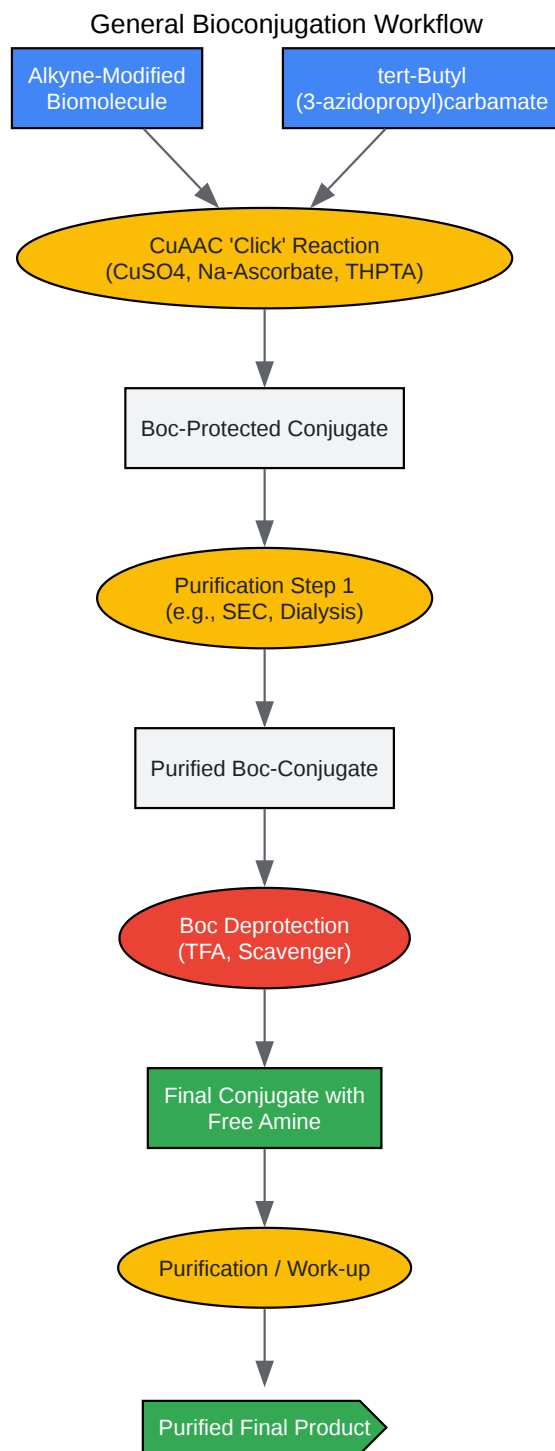 General Bioconjugation Workflow
Alkyne-Modified
Biomolecule
tert-Butyl
(3-azidopropyl)carbamate
CuAAC 'Click' Reaction
(CuSO4, Na-Ascorbate, THPTA)
Boc-Protected Conjugate
Purification Step 1
(e.g., SEC, Dialysis)
Purified Boc-Conjugate
Boc Deprotection
(TFA, Scavenger)
Final Conjugate with
Free Amine
Purification / Work-up
Purified Final Product